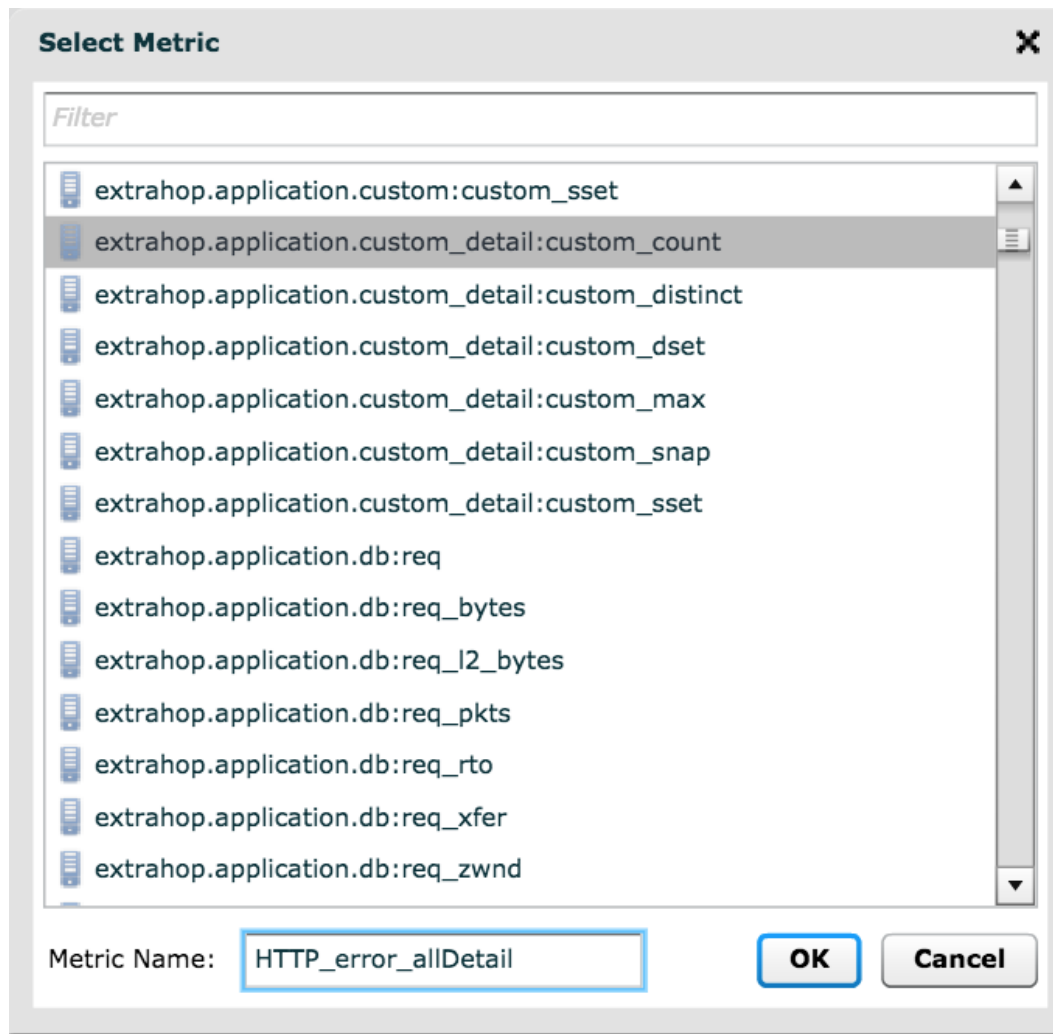 Select Metric
Filter
extrahop.application.custom:custom_sset
extrahop.application.custom_detail:custom_count
extrahop.application.custom_detail:custom_distinct
extrahop.application.custom_detail:custom_dset
extrahop.application.custom_detail:custom_max
extrahop.application.custom_detail:custom_snap
extrahop.application.custom_detail:custom_sset
extrahop.application.db:req
extrahop.application.db:req_bytes
extrahop.application.db:req_l2_bytes
extrahop.application.db:req_pkts
extrahop.application.db:req_rto
extrahop.application.db:req_xfer
extrahop.application.db:req_zwnd
Metric Name: HTTP_error_allDetail OK Cancel